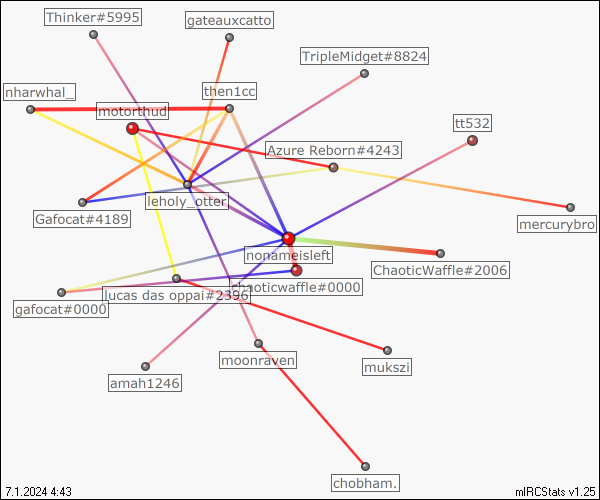 Thinker#5995
gateauxcatto
TripleMidget#8824
nharwhal_
then1cc
motorthud
tt532
Azure Reborn#4243
leholy_otter
Gafocat#4189
mercurybro
nonameisleft
ChaoticWaffle#2006
chaoticwaffle#0000
lucas das oppai#2396
gafocat#0000
moonraven
mukszi
amah1246
chobham.
7.1.2024 4:43
mIRCStats v1.25